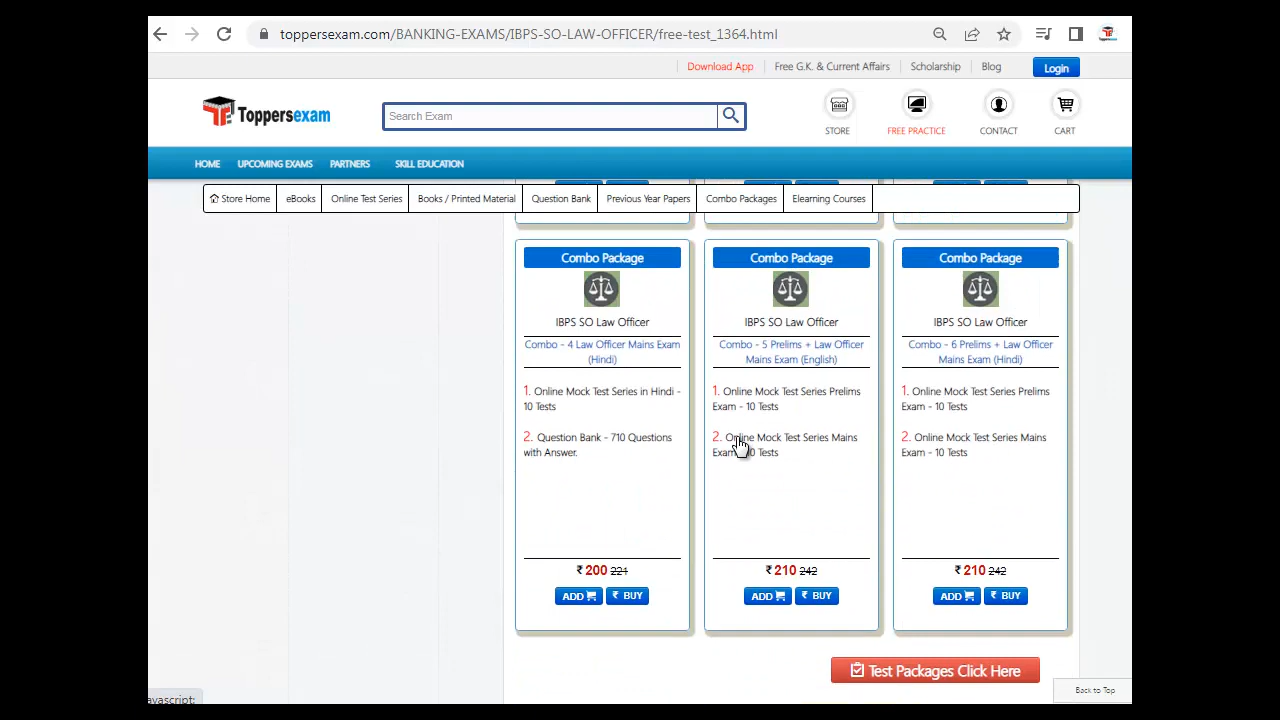 toppersexam.com/BANKING-EXAMS/IBPS-SO-LAW-OFFICER/free-test_1364.html
Download App Free G.K. & Current Affairs Scholarship Blog Login
Toppersexam
Search Exam
STORE FREE PRACTICE CONTACT CART
HOME UPCOMING EXAMS PARTNERS SKILL EDUCATION
Store Home eBooks Online Test Series Books / Printed Material Question Bank Previous Year Papers Combo Packages Elearning Courses
Combo Package
IBPS SO Law Officer
Combo - 4 Law Officer Mains Exam
(Hindi)
1. Online Mock Test Series in Hindi -
10 Tests
2. Question Bank - 710 Questions
with Answer.
₹ 200 221
ADD ₹ BUY
Combo Package
IBPS SO Law Officer
Combo - 5 Prelims + Law Officer
Mains Exam (English)
1. Online Mock Test Series Prelims
Exam - 10 Tests
2. Online Mock Test Series Mains
Exam - 10 Tests
₹ 210 242
ADD ₹ BUY
Combo Package
IBPS SO Law Officer
Combo - 6 Prelims + Law Officer
Mains Exam (Hindi)
1. Online Mock Test Series Prelims
Exam - 10 Tests
2. Online Mock Test Series Mains
Exam - 10 Tests
₹ 210 242
ADD ₹ BUY
Test Packages Click Here
Back to Top
avascript: